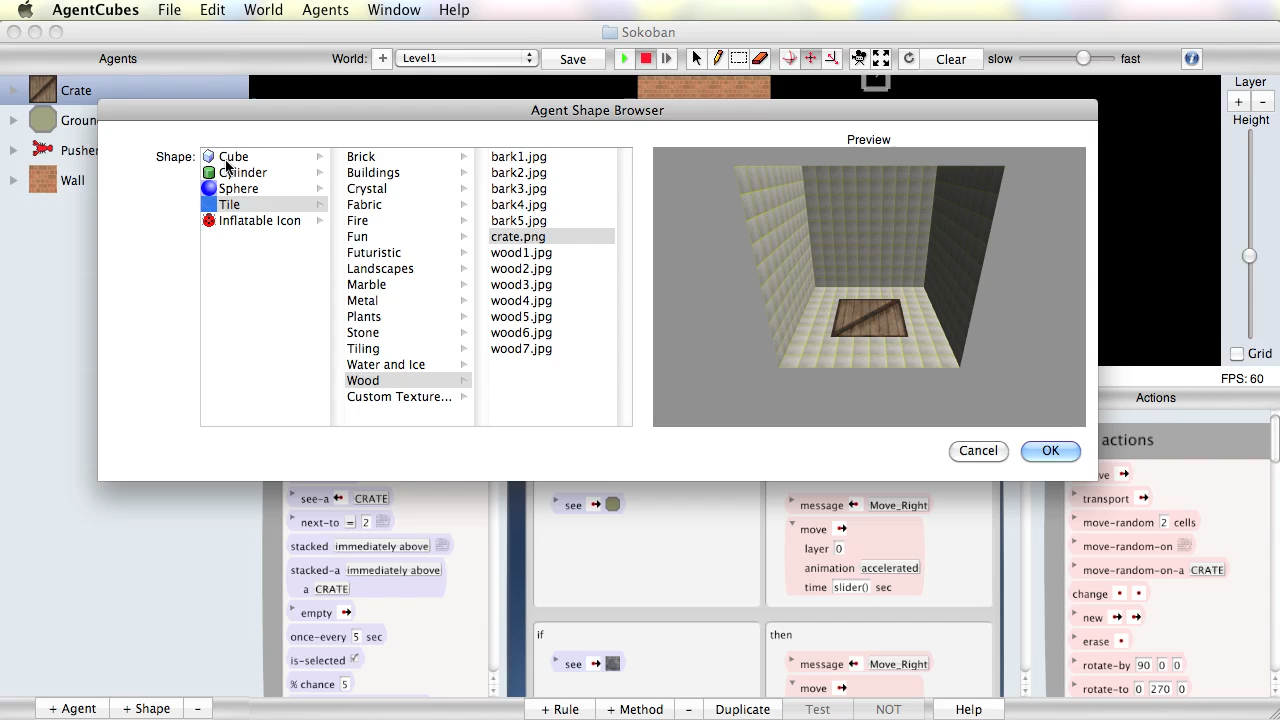 AgentCubes File Edit World Agents Window Help
Sokoban
Agents World: + Level1 Save Clear slow fast
Crate
Pusher
Wall
Layer
+ -
Height
Grid
FPS: 60
Agent Shape Browser
Shape:
Cube
Cylinder
Sphere
Tile
Inflatable Icon
Brick
Buildings
Crystal
Fabric
Fire
Fun
Futuristic
Landscapes
Marble
Metal
Plants
Stone
Tiling
Water and Ice
Wood
Custom Texture...
bark1.jpg
bark2.jpg
bark3.jpg
bark4.jpg
bark5.jpg
crate.png
wood1.jpg
wood2.jpg
wood3.jpg
wood4.jpg
wood5.jpg
wood6.jpg
wood7.jpg
Preview
Cancel OK
see-a CRATE
next-to = 2
stacked immediately above
stacked-a immediately above
a CRATE
empty
once-every 5 sec
is-selected
% chance 5
see
message Move_Right
move
layer 0
animation accelerated
time slider() sec
if
then
see
message Move_Right
move
Actions
actions
transport
move-random 2 cells
move-random-on
move-random-on-a CRATE
change
new
erase
rotate-by 90 0 0
rotate-to 0 270 0
+ Agent + Shape - + Rule + Method - Duplicate Test NOT Help